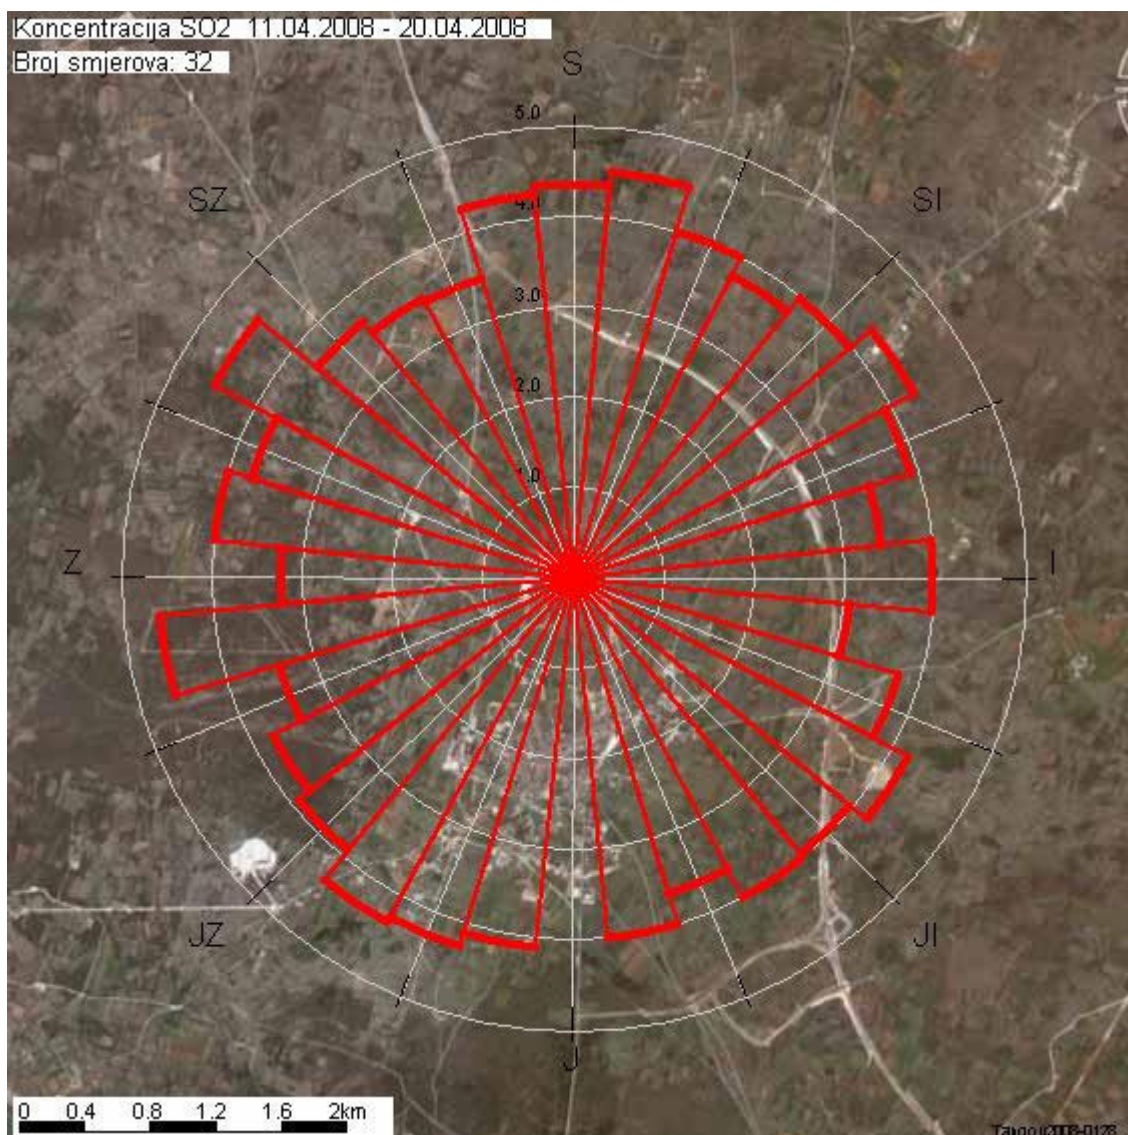 Koncentracija SO2 11.04.2008 - 20.04.2008
Broj smjerova: 32
S
5.0
SZ
SI
4.0
3.0
2.0
1.0
Z
I
JZ
JI
J
0 0.4 0.8 1.2 1.6 2km